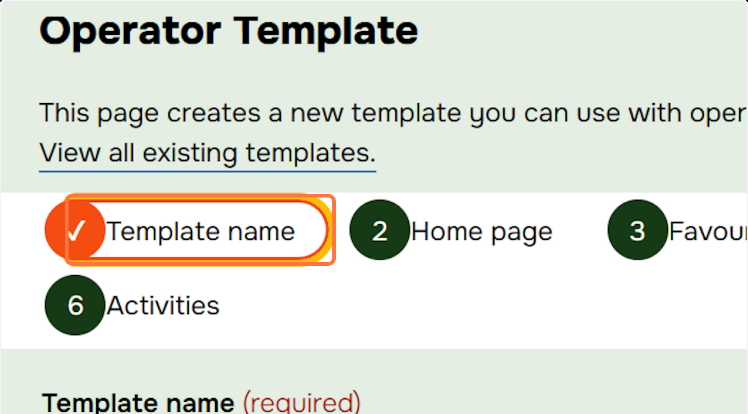 Operator Template
This page creates a new template you can use with oper
View all existing templates.
✓ Template name 2 Home page 3 Favou
6 Activities
Template name (required)